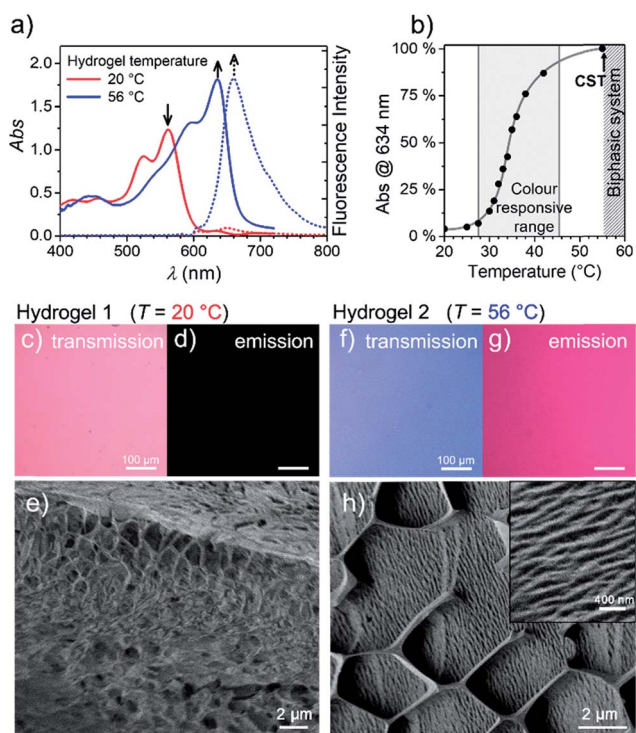 a)
Hydrogel temperature
20 °C
56 °C
Abs
2.0
1.5
1.0
0.5
0.0
400 500 600 700 800
λ (nm)
Fluorescence Intensity
b)
Abs @ 634 nm
100 %
75 %
50 %
25 %
0 %
CST
Biphasic system
Colour
responsive
range
20 30 40 50 60
Temperature (°C)
Hydrogel 1 (T = 20 °C)
Hydrogel 2 (T = 56 °C)
c) transmission
100 µm
d) emission
f) transmission
100 µm
g) emission
e)
2 µm
h)
400 nm
2 µm